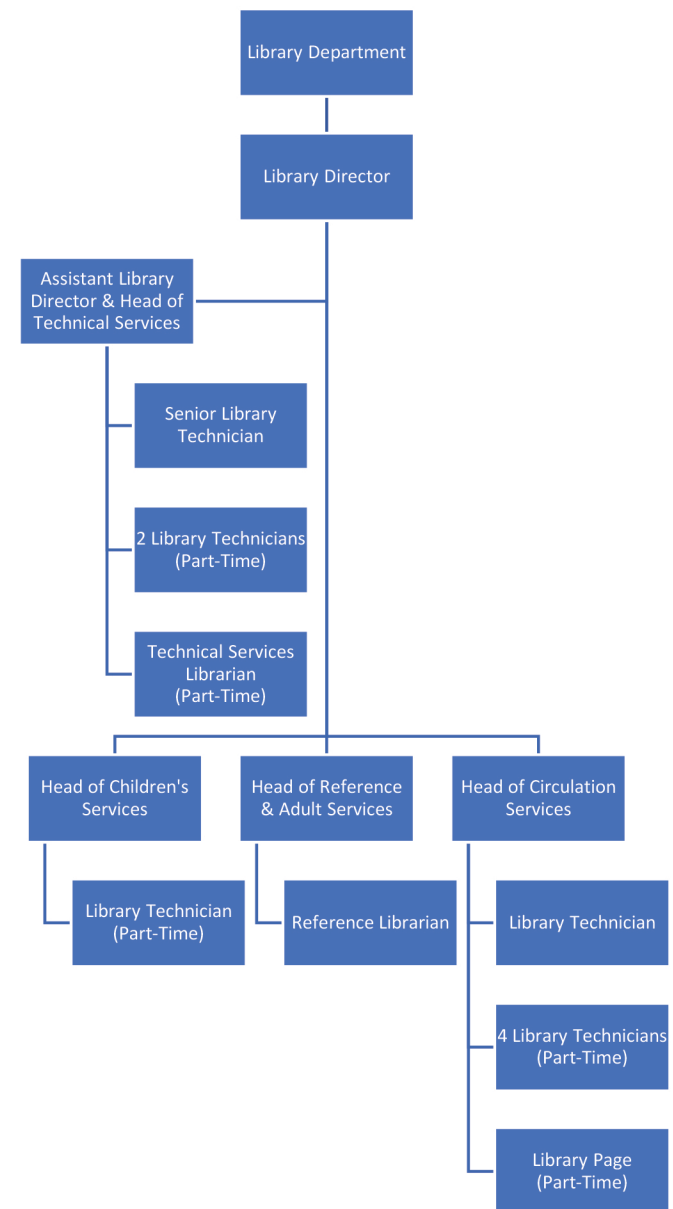 Library Department
Library Director
Assistant Library
Director & Head of
Technical Services
Senior Library
Technician
2 Library Technicians
(Part-Time)
Technical Services
Librarian
(Part-Time)
Head of Children's
Services
Head of Reference
& Adult Services
Head of Circulation
Services
Library Technician
(Part-Time)
Reference Librarian
Library Technician
4 Library Technicians
(Part-Time)
Library Page
(Part-Time)